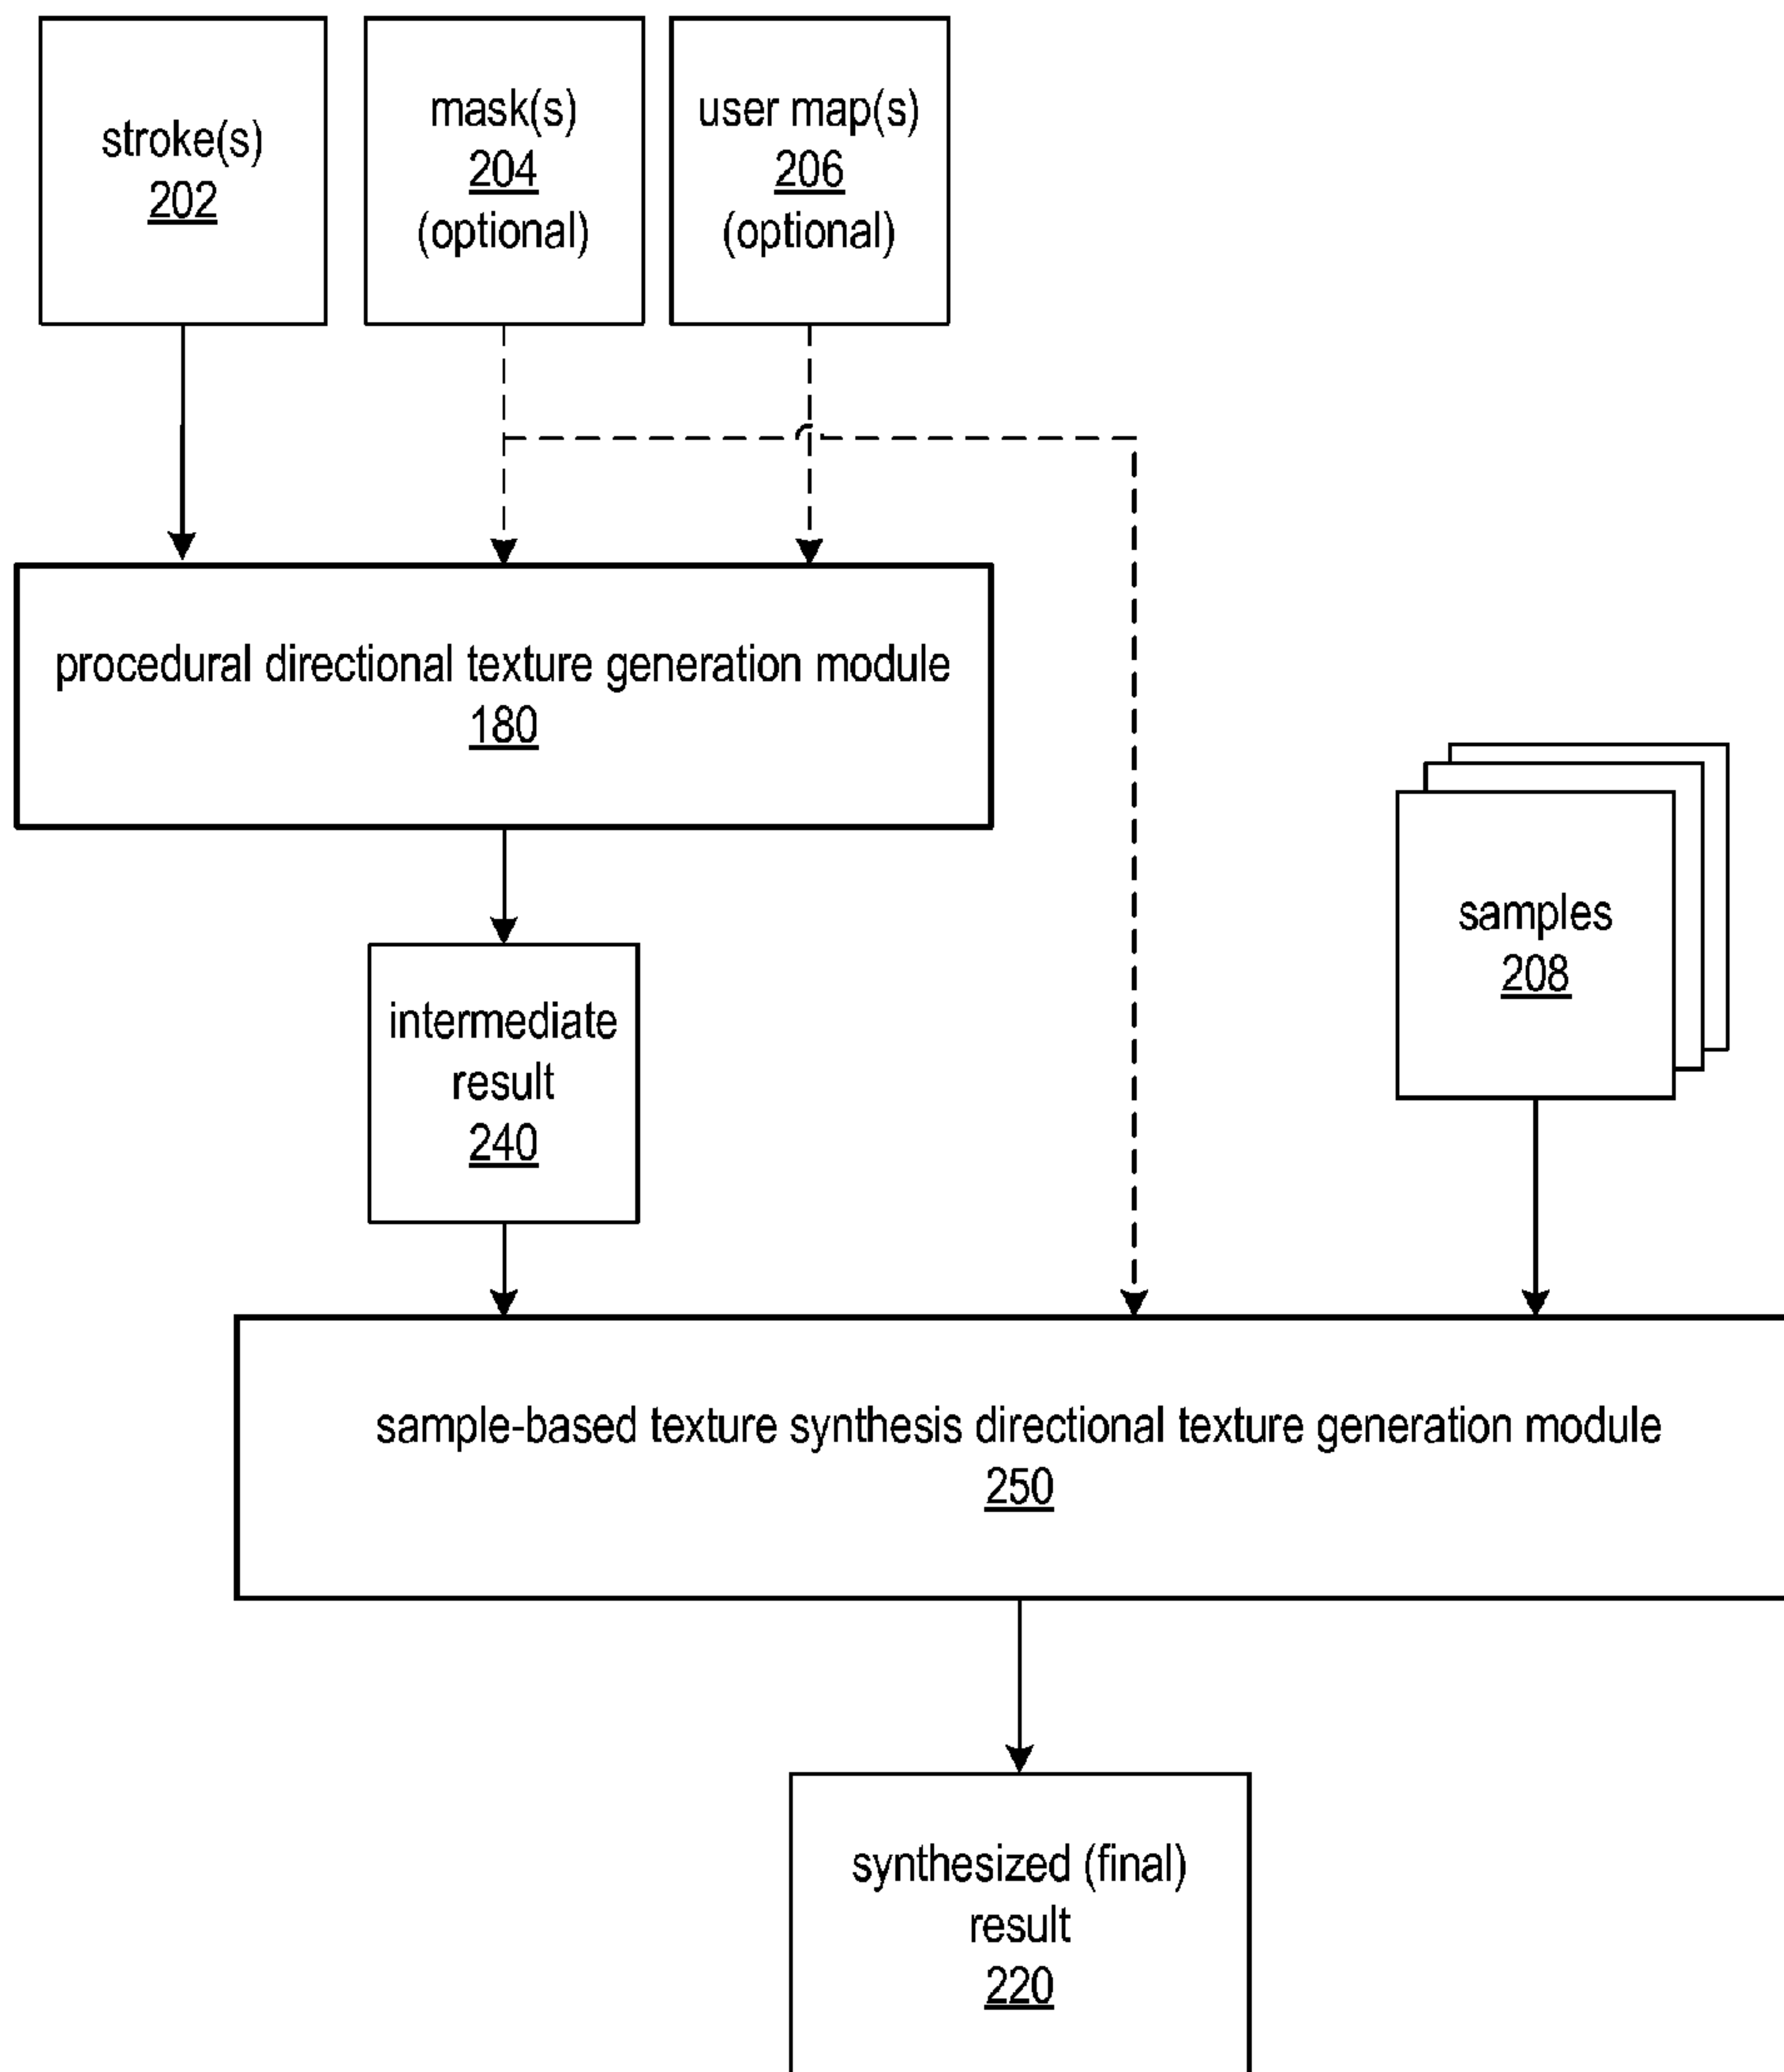 stroke(s)
202
mask(s)
204
(optional)
user map(s)
206
(optional)
procedural directional texture generation module
180
samples
208
intermediate
result
240
sample-based texture synthesis directional texture generation module
250
synthesized (final)
result
220